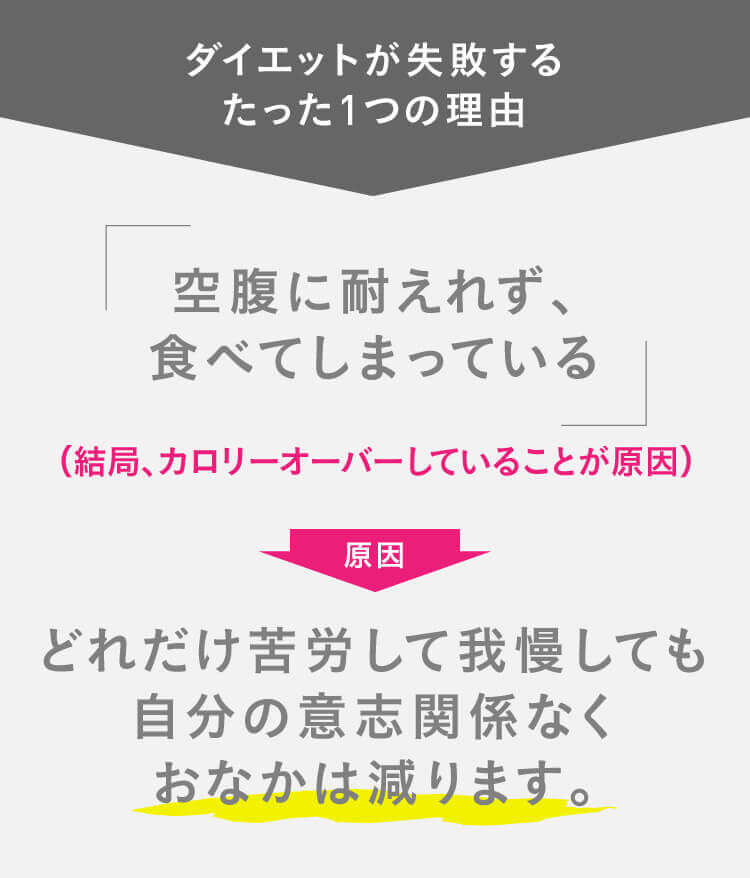 ダイエットが失敗する
たった1つの理由
空腹に耐えれず、
食べてしまっている
（結局、カロリーオーバーしていることが原因）
原因
どれだけ苦労して我慢しても
自分の意志関係なく
おなかは減ります。